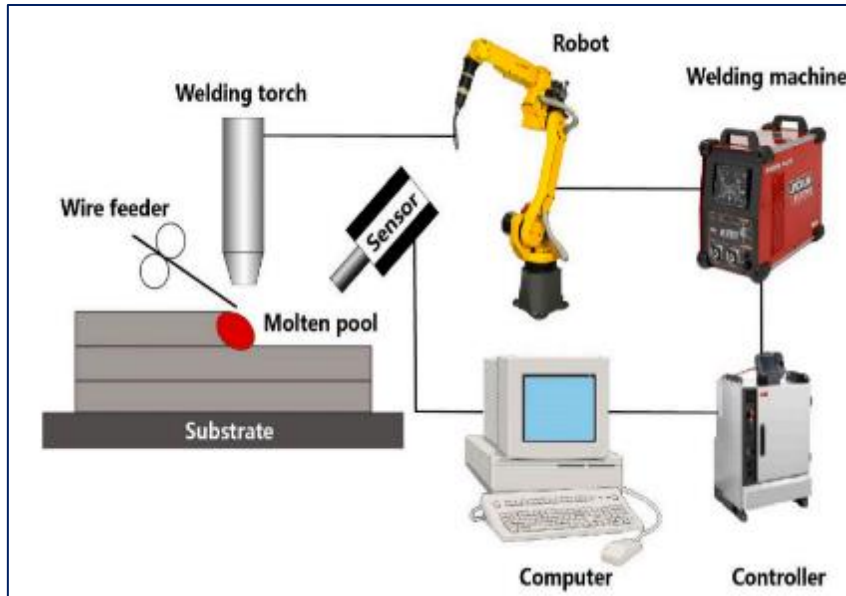 Robot
Welding machine
Welding torch
Wire feeder
Sensor
Molten pool
Substrate
Computer
Controller